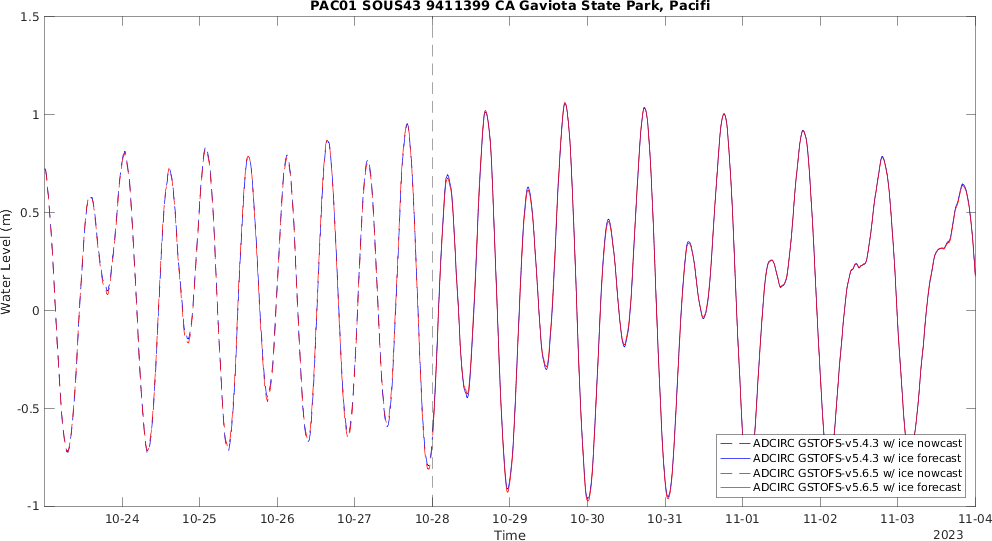 PAC01 SOUS43 9411399 CA Gaviota State Park, Pacifi
1.5
1
0.5
0
-0.5
-1
Water Level (m)
10-24 10-25 10-26 10-27 10-28 10-29 10-30 10-31 11-01 11-02 11-03 11-04
Time
2023
ADCIRC GSTOFS-v5.4.3 w/ ice nowcast
ADCIRC GSTOFS-v5.4.3 w/ ice forecast
ADCIRC GSTOFS-v5.6.5 w/ ice nowcast
ADCIRC GSTOFS-v5.6.5 w/ ice forecast